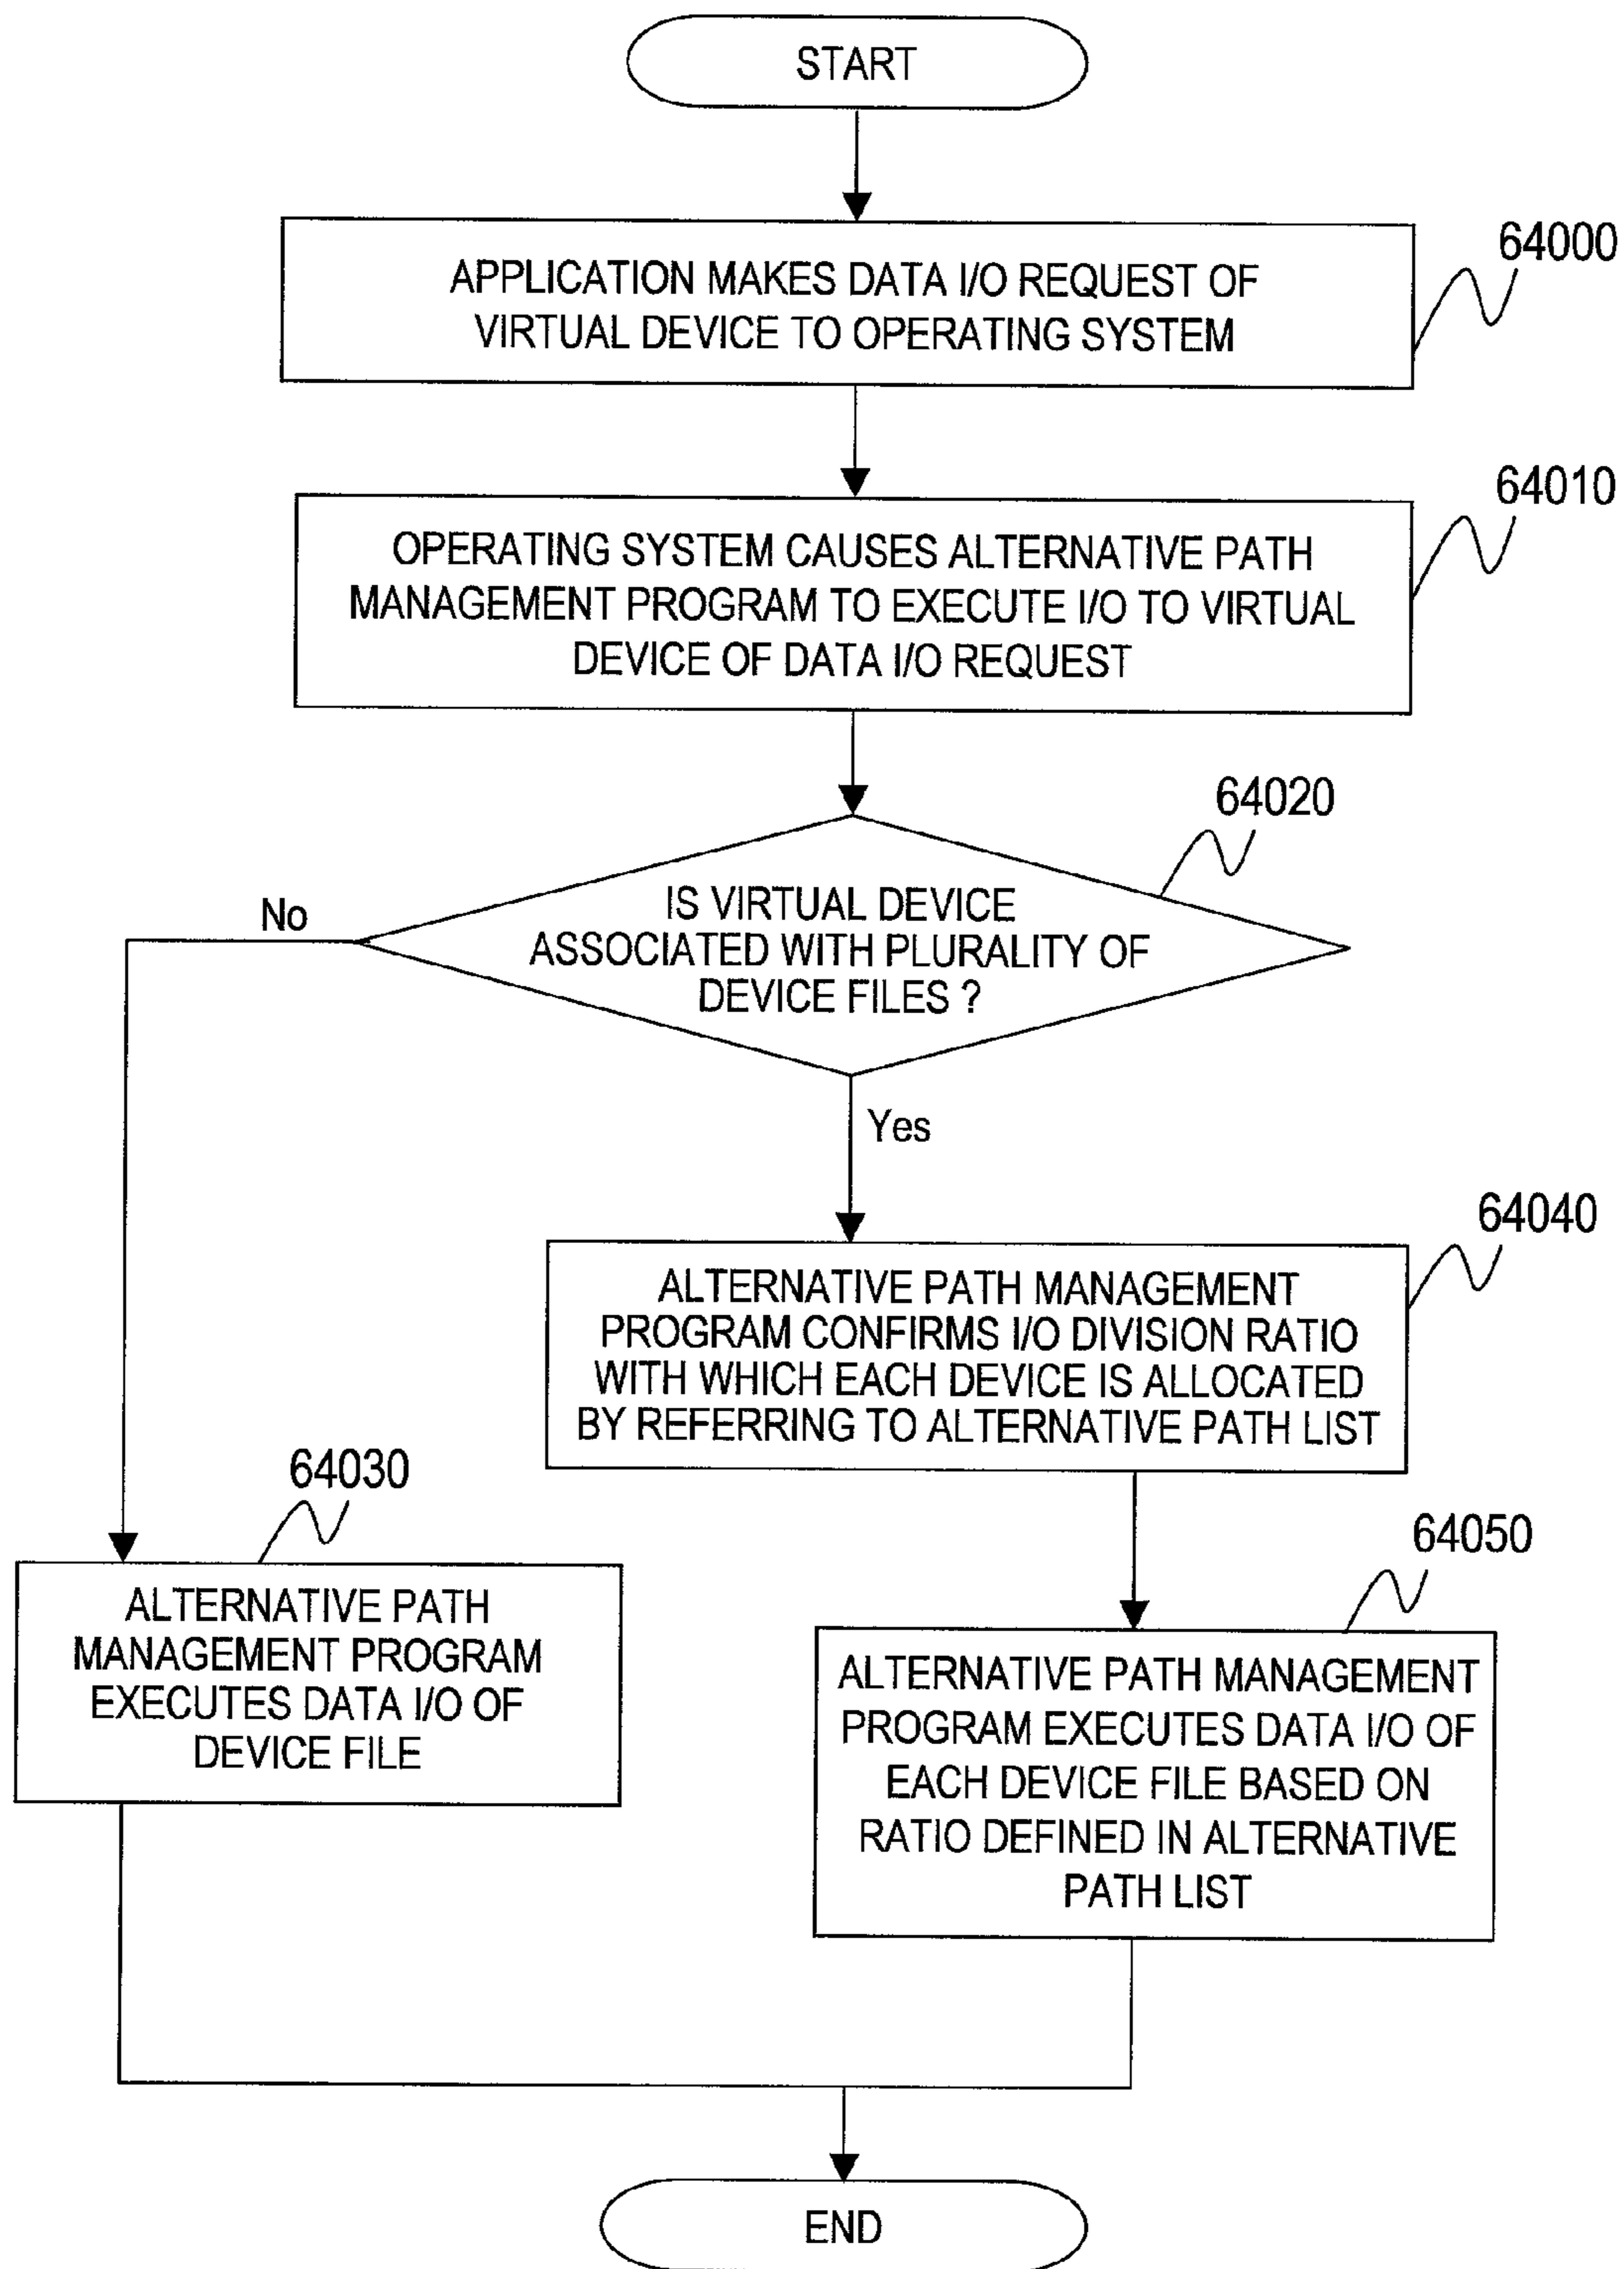 START
64000
APPLICATION MAKES DATA I/O REQUEST OF
VIRTUAL DEVICE TO OPERATING SYSTEM
64010
OPERATING SYSTEM CAUSES ALTERNATIVE PATH
MANAGEMENT PROGRAM TO EXECUTE I/O TO VIRTUAL
DEVICE OF DATA I/O REQUEST
64020
IS VIRTUAL DEVICE
ASSOCIATED WITH PLURALITY OF
DEVICE FILES ?
No
Yes
64040
ALTERNATIVE PATH MANAGEMENT
PROGRAM CONFIRMS I/O DIVISION RATIO
WITH WHICH EACH DEVICE IS ALLOCATED
BY REFERRING TO ALTERNATIVE PATH LIST
64030
ALTERNATIVE PATH
MANAGEMENT PROGRAM
EXECUTES DATA I/O OF
DEVICE FILE
64050
ALTERNATIVE PATH MANAGEMENT
PROGRAM EXECUTES DATA I/O OF
EACH DEVICE FILE BASED ON
RATIO DEFINED IN ALTERNATIVE
PATH LIST
END